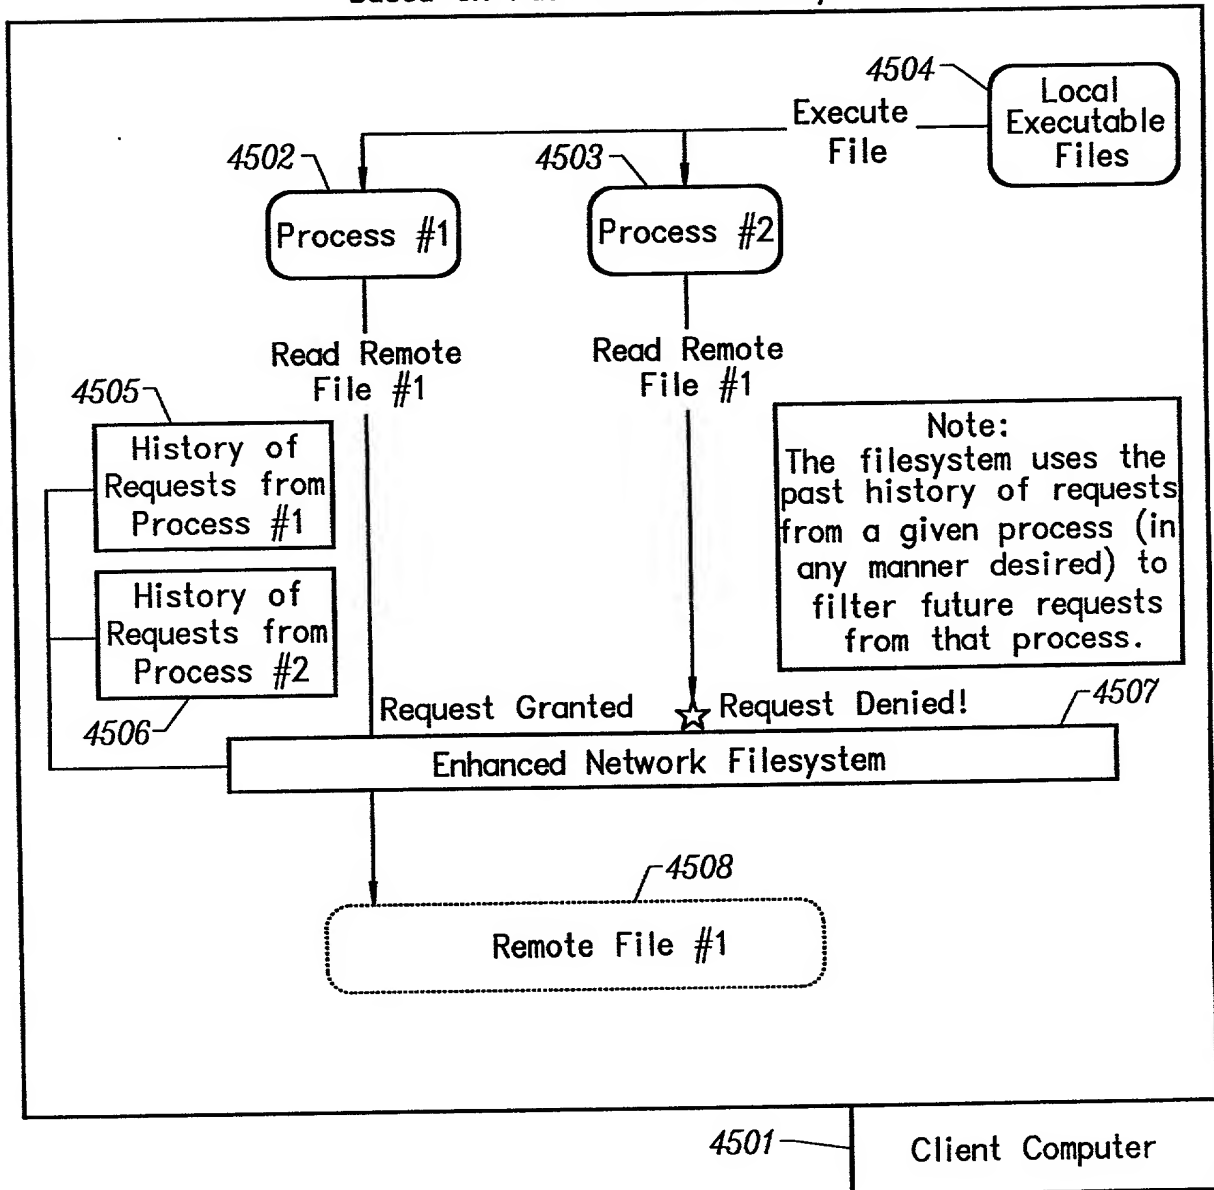 4504
Local
Executable
Files
Execute
File
4502
4503
Process #1
Process #2
Read Remote
File #1
Read Remote
File #1
4505
History of
Requests from
Process #1
History of
Requests from
Process #2
4506
Note:
The filesystem uses the
past history of requests
from a given process (in
any manner desired) to
filter future requests
from that process.
Request Granted
Request Denied!
4507
Enhanced Network Filesystem
4508
Remote File #1
4501
Client Computer